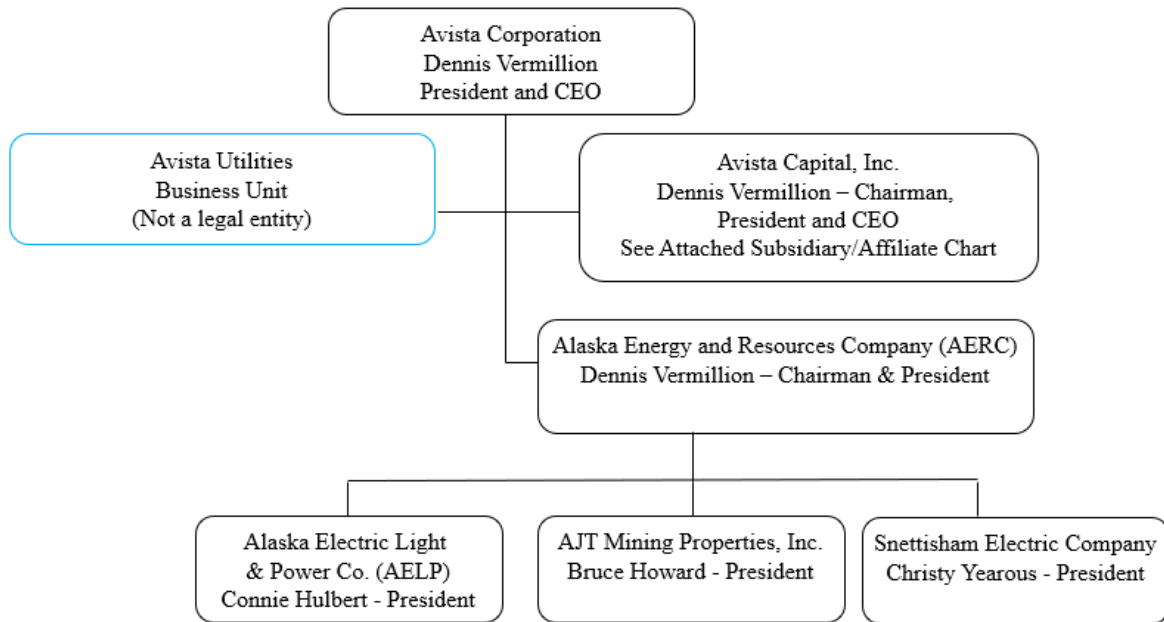 Avista Corporation
Dennis Vermillion
President and CEO
Avista Utilities
Business Unit
(Not a legal entity)
Avista Capital, Inc.
Dennis Vermillion – Chairman,
President and CEO
See Attached Subsidiary/Affiliate Chart
Alaska Energy and Resources Company (AERC)
Dennis Vermillion – Chairman & President
Alaska Electric Light
& Power Co. (AELP)
Connie Hulbert - President
AJT Mining Properties, Inc.
Bruce Howard - President
Snettisham Electric Company
Christy Yearous - President